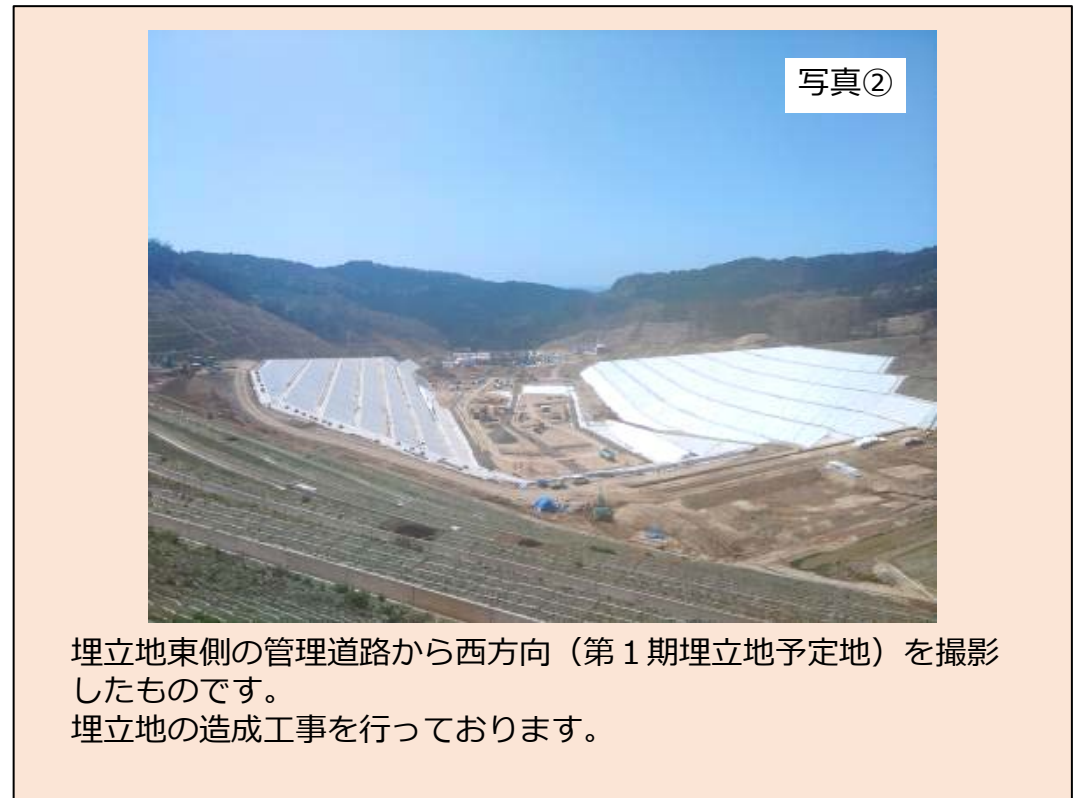 写真②
埋立地東側の管理道路から西方向（第１期埋立地予定地）を撮影
したものです。
埋立地の造成工事を行っております。